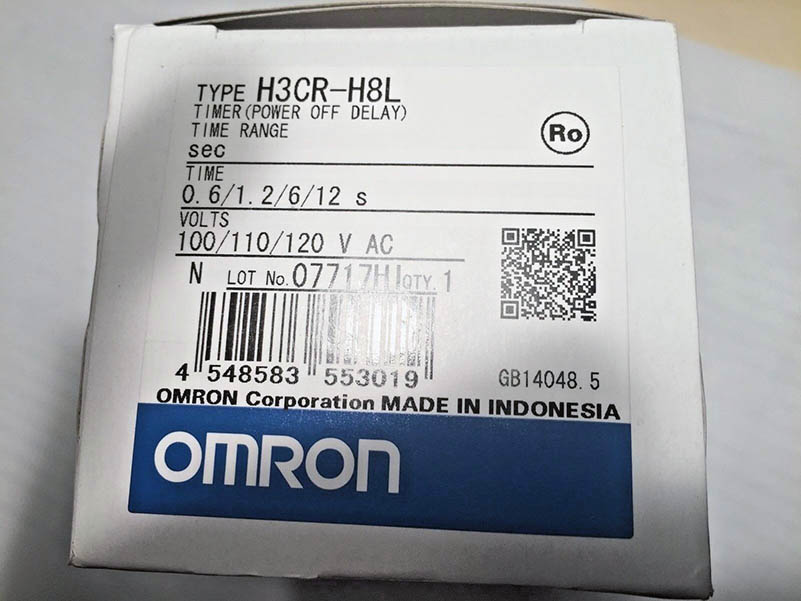 TYPE H3CR-H8L
TIMER(POWER OFF DELAY)
TIME RANGE
Ro
sec
TIME
0.6/1.2/6/12 s
VOLTS
100/110/120 V AC
N LOT No. 07717HI QTY. 1
4 548583 553019
GB14048.5
OMRON Corporation MADE IN INDONESIA
OMRON